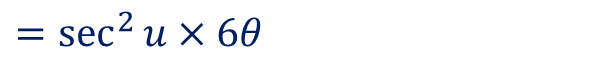 = sec² u × 6θ